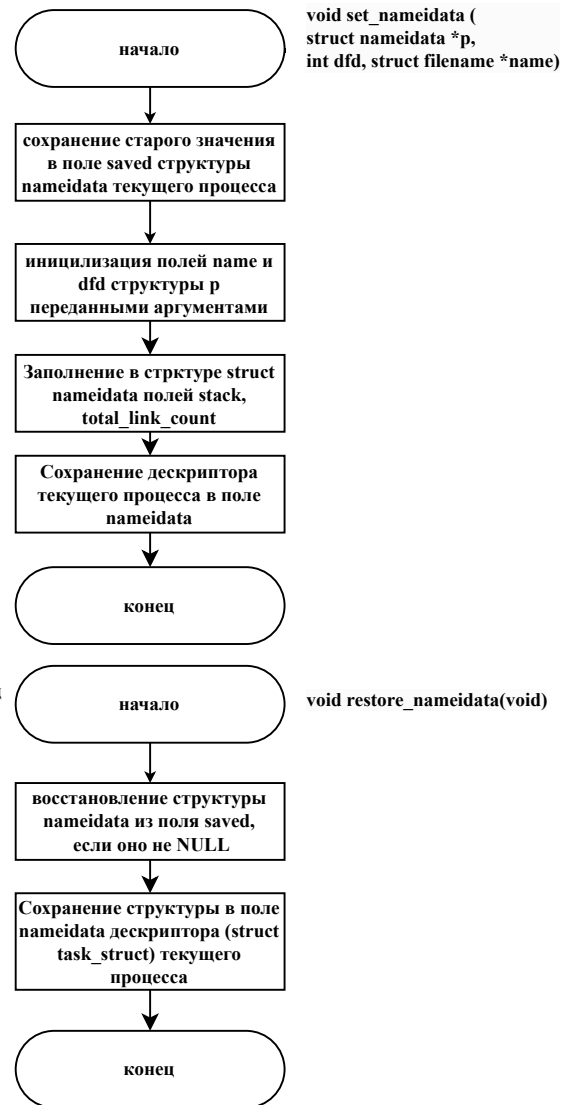 void set_nameidata (
struct nameidata *p,
int dfd, struct filename *name)
начало
сохранение старого значения
в поле saved структуры
nameidata текущего процесса
иницилизация полей name и
dfd структуры p
переданными аргументами
Заполнение в стрктуре struct
nameidata полей stack,
total_link_count
Сохранение дескриптора
текущего процесса в поле
nameidata
конец
начало
void restore_nameidata(void)
восстановление структуры
nameidata из поля saved,
если оно не NULL
Сохранение структуры в поле
nameidata дескриптора (struct
task_struct) текущего
процесса
конец